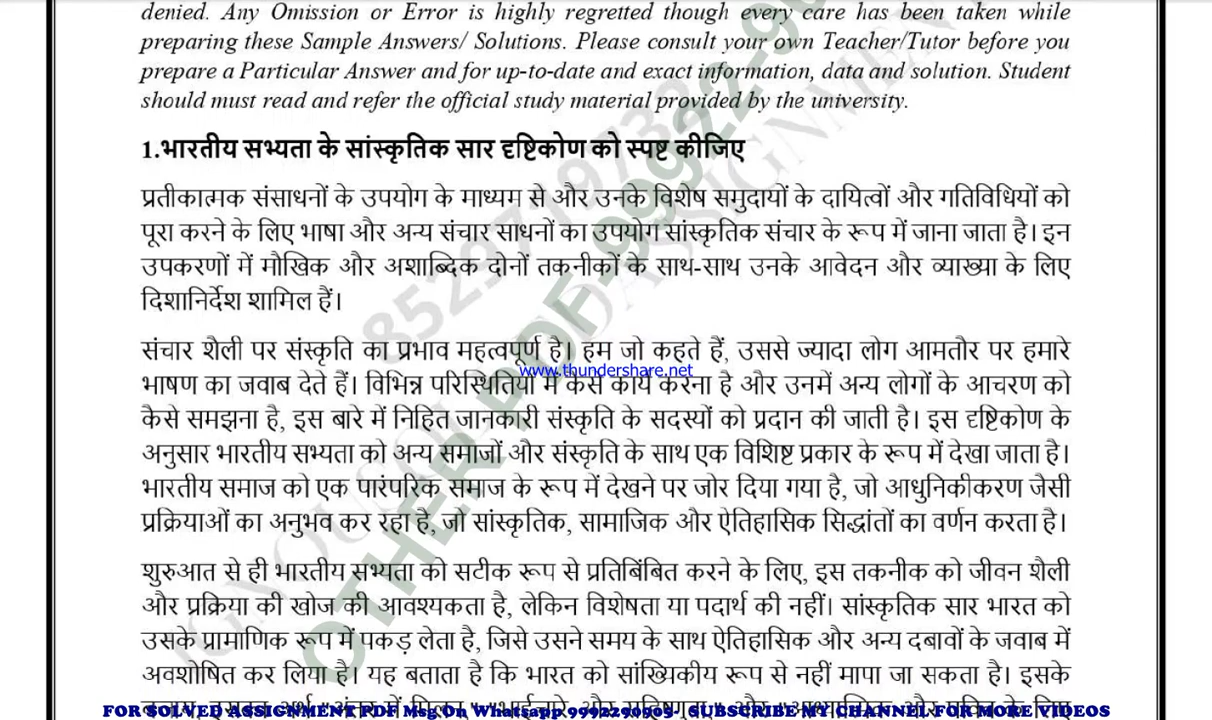 denied. Any Omission or Error is highly regretted though every care has been taken while
preparing these Sample Answers/ Solutions. Please consult your own Teacher/Tutor before you
prepare a Particular Answer and for up-to-date and exact information, data and solution. Student
should must read and refer the official study material provided by the university.
1.भारतीय सभ्यता के सांस्कृतिक सार दृष्टिकोण को स्पष्ट कीजिए
प्रतीकात्मक संसाधनों के उपयोग के माध्यम से और उनके विशेष समुदायों के दायित्वों और गतिविधियों को
पूरा करने के लिए भाषा और अन्य संचार साधनों का उपयोग सांस्कृतिक संचार के रूप में जाना जाता है। इन
उपकरणों में मौखिक और अशाब्दिक दोनों तकनीकों के साथ-साथ उनके आवेदन और व्याख्या के लिए
दिशानिर्देश शामिल हैं।
संचार शैली पर संस्कृति का प्रभाव महत्वपूर्ण है। हम जो कहते हैं, उससे ज्यादा लोग आमतौर पर हमारे
www.thundershare.net
भाषण का जवाब देते हैं। विभिन्न परिस्थितियों में कैसे कार्य करना है और उनमें अन्य लोगों के आचरण को
कैसे समझना है, इस बारे में निहित जानकारी संस्कृति के सदस्यों को प्रदान की जाती है। इस दृष्टिकोण के
अनुसार भारतीय सभ्यता को अन्य समाजों और संस्कृति के साथ एक विशिष्ट प्रकार के रूप में देखा जाता है।
भारतीय समाज को एक पारंपरिक समाज के रूप में देखने पर जोर दिया गया है, जो आधुनिकीकरण जैसी
प्रक्रियाओं का अनुभव कर रहा है, जो सांस्कृतिक, सामाजिक और ऐतिहासिक सिद्धांतों का वर्णन करता है।
शुरुआत से ही भारतीय सभ्यता को सटीक रूप से प्रतिबिंबित करने के लिए, इस तकनीक को जीवन शैली
और प्रक्रिया की खोज की आवश्यकता है, लेकिन विशेषता या पदार्थ की नहीं। सांस्कृतिक सार भारत को
उसके प्रामाणिक रूप में पकड़ लेता है, जिसे उसने समय के साथ ऐतिहासिक और अन्य दबावों के जवाब में
अवशोषित कर लिया है। यह बताता है कि भारत को सांख्यिकीय रूप से नहीं मापा जा सकता है। इसके
FOR SOLVED ASSIGNMENT PDF Msg On Whatsapp 9992290905 - SUBSCRIBE MY CHANNEL FOR MORE VIDEOS